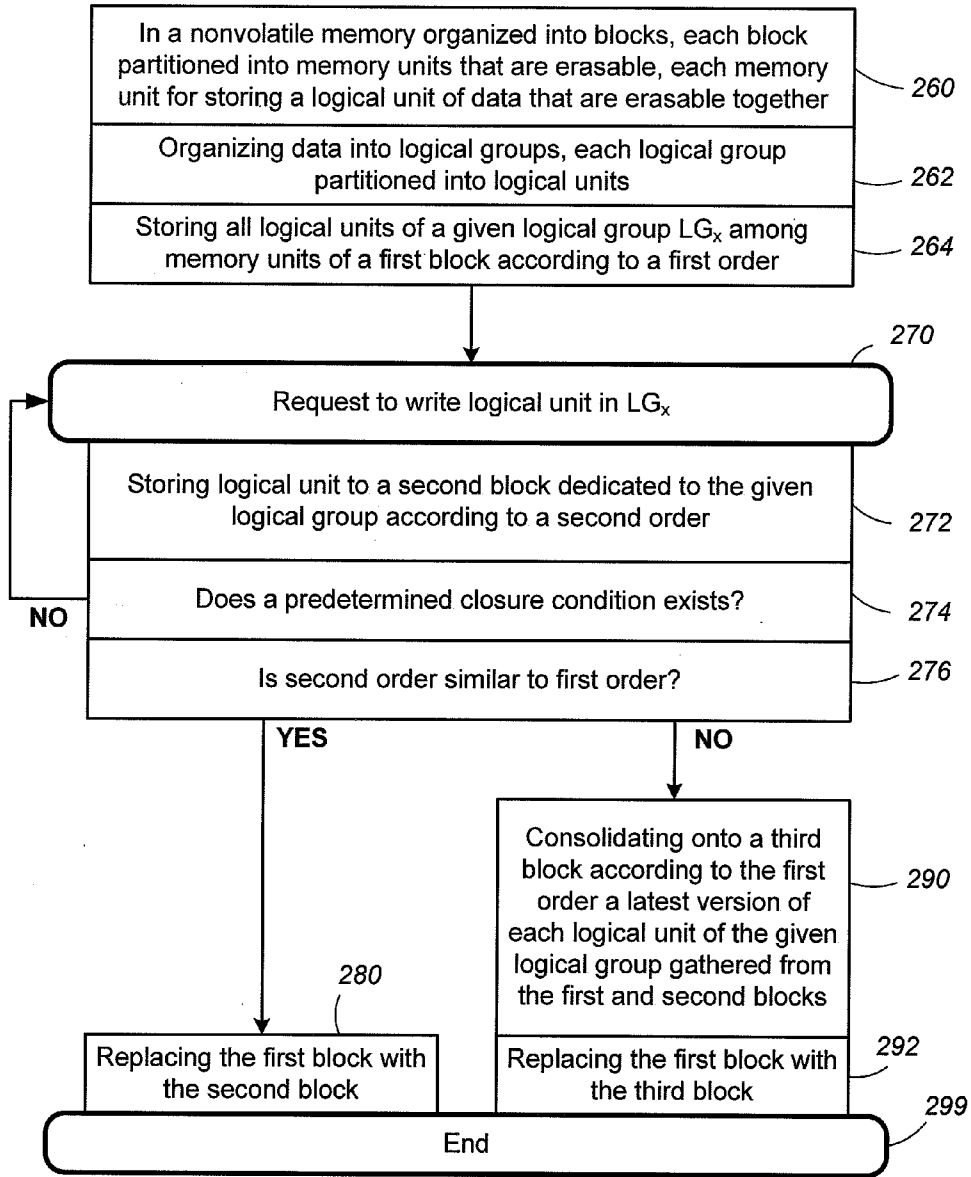 In a nonvolatile memory organized into blocks, each block
partitioned into memory units that are erasable, each memory
unit for storing a logical unit of data that are erasable together
260
Organizing data into logical groups, each logical group
partitioned into logical units
262
Storing all logical units of a given logical group LGx among
memory units of a first block according to a first order
264
270
Request to write logical unit in LGx
Storing logical unit to a second block dedicated to the given
logical group according to a second order
272
Does a predetermined closure condition exists?
274
NO
Is second order similar to first order?
276
YES
NO
Consolidating onto a third
block according to the first
order a latest version of
each logical unit of the given
logical group gathered from
the first and second blocks
290
280
Replacing the first block with
the second block
Replacing the first block with
the third block
292
End
299